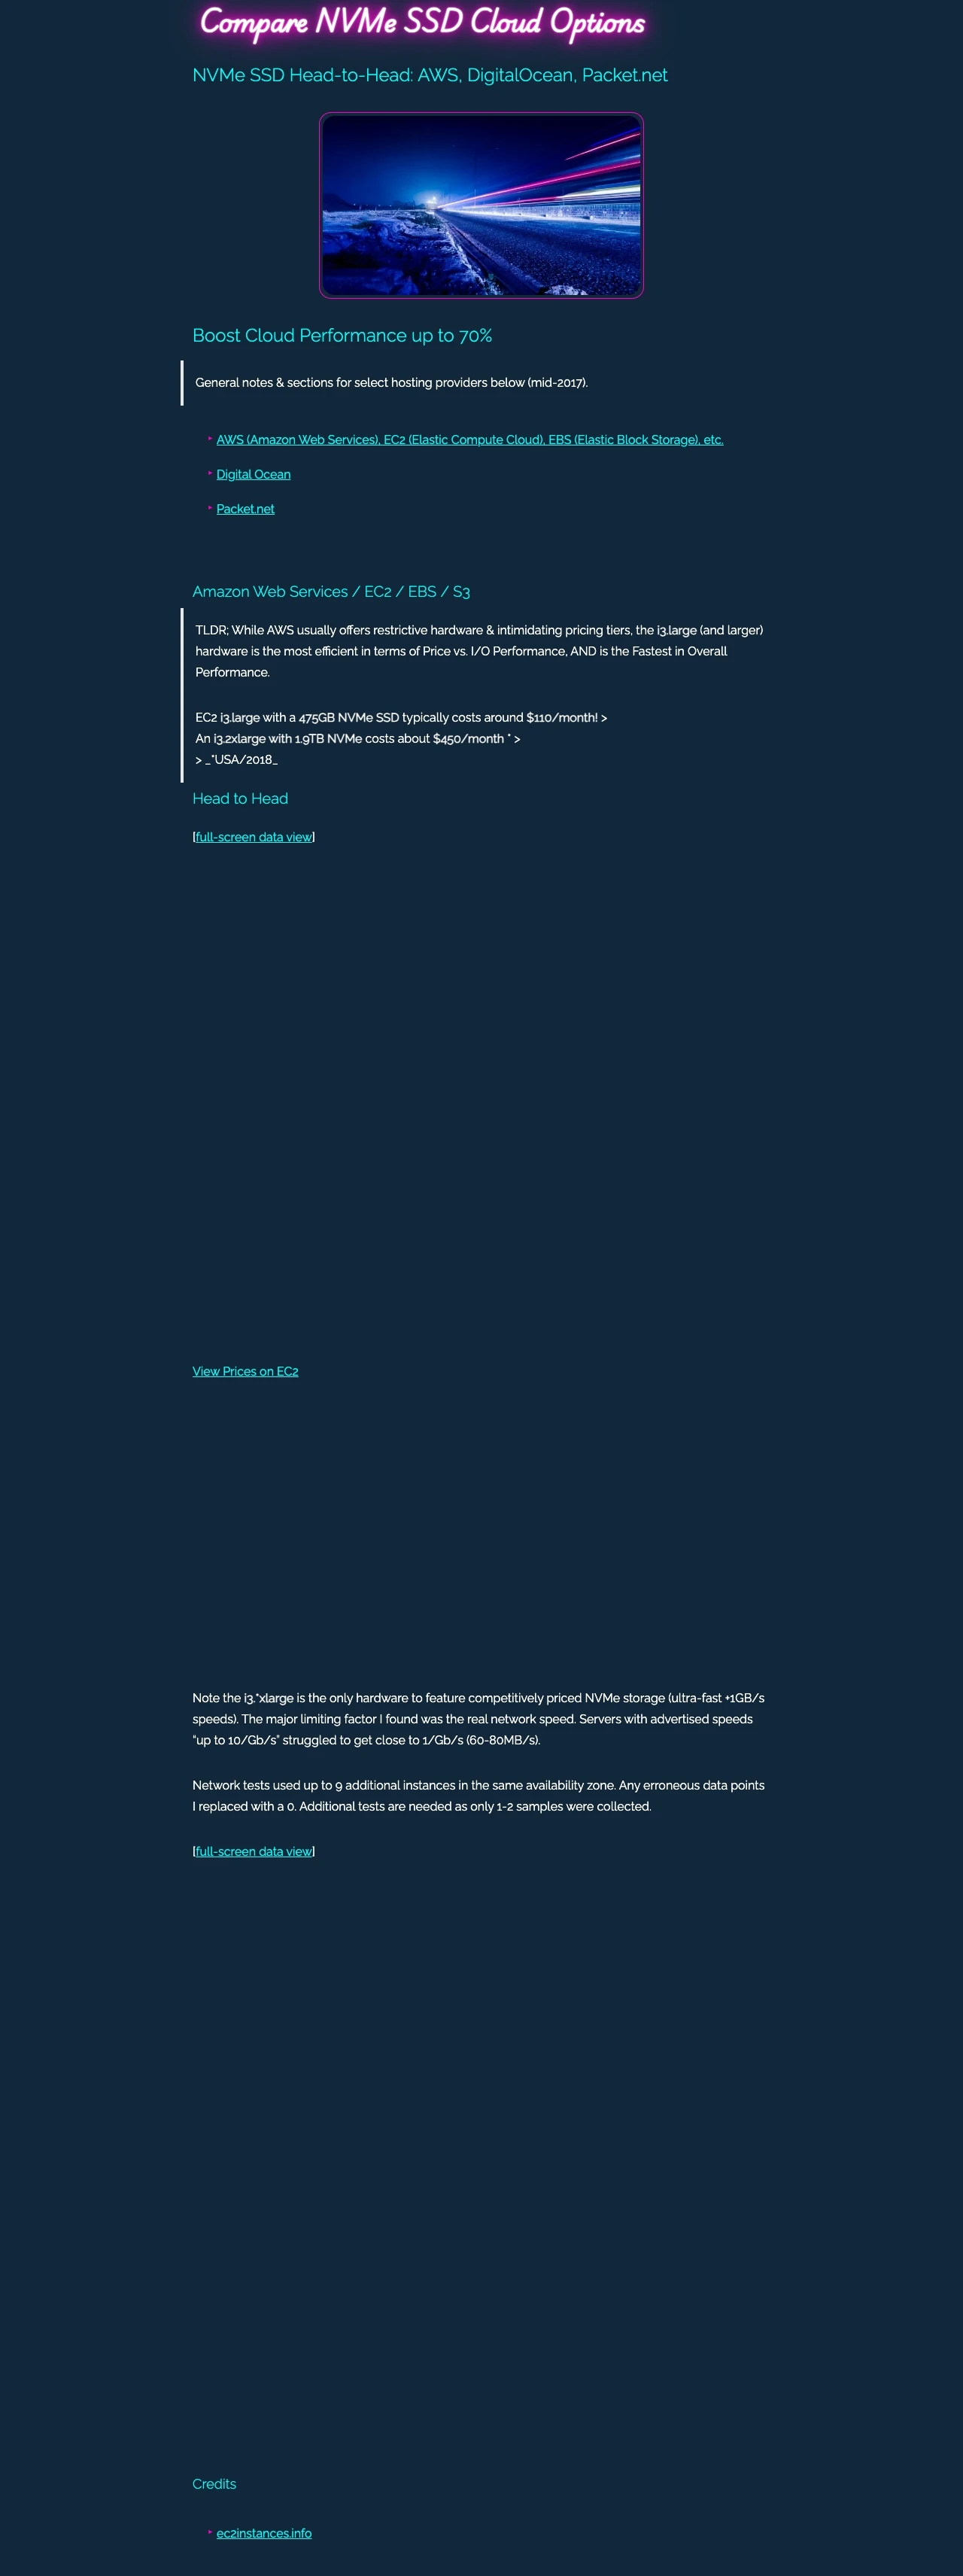 Compare NVMe SSD Cloud Options
NVMe SSD Head-to-Head: AWS, DigitalOcean, Packet.net
Boost Cloud Performance up to 70%
General notes & sections for select hosting providers below (mid-2017).
AWS (Amazon Web Services), EC2 (Elastic Compute Cloud), EBS (Elastic Block Storage), etc.
Digital Ocean
Packet.net
Amazon Web Services / EC2 / EBS / S3
TLDR; While AWS usually offers restrictive hardware & intimidating pricing tiers, the i3.large (and larger)
hardware is the most efficient in terms of Price vs. I/O Performance, AND is the Fastest in Overall
Performance.
EC2 i3.large with a 475GB NVMe SSD typically costs around $110/month! >
An i3.2xlarge with 1.9TB NVMe costs about $450/month * >
> _*USA/2018_
Head to Head
[full-screen data view]
View Prices on EC2
Note the i3.*xlarge is the only hardware to feature competitively priced NVMe storage (ultra-fast +1GB/s
speeds). The major limiting factor I found was the real network speed. Servers with advertised speeds
“up to 10/Gb/s” struggled to get close to 1/Gb/s (60-80MB/s).
Network tests used up to 9 additional instances in the same availability zone. Any erroneous data points
I replaced with a 0. Additional tests are needed as only 1-2 samples were collected.
[full-screen data view]
Credits
ec2instances.info